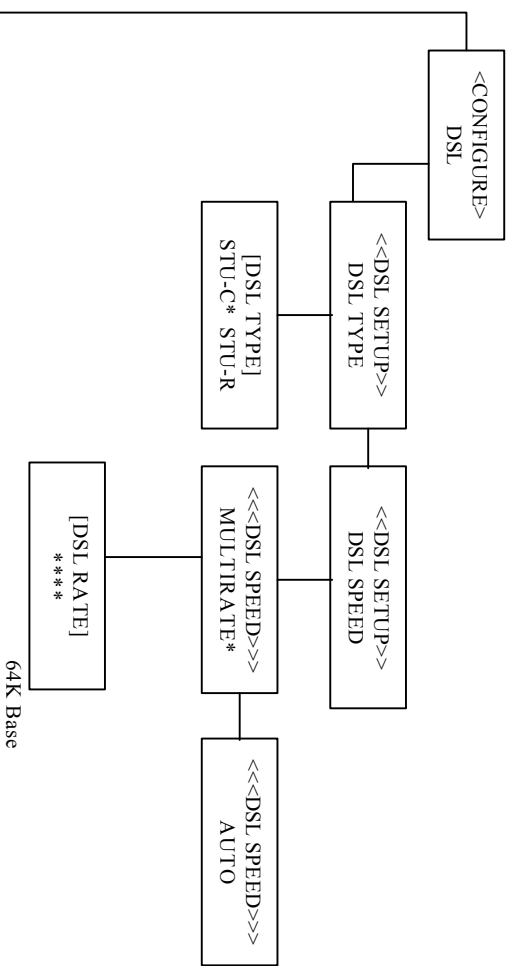 <CONFIGURE>
DSL
<<DSL SETUP>>
DSL TYPE
<<DSL SETUP>>
DSL SPEED
[DSL TYPE]
STU-C* STU-R
<<<DSL SPEED>>>
MULTIRATE*
<<<DSL SPEED>>>
AUTO
[DSL RATE]
****
64K Base